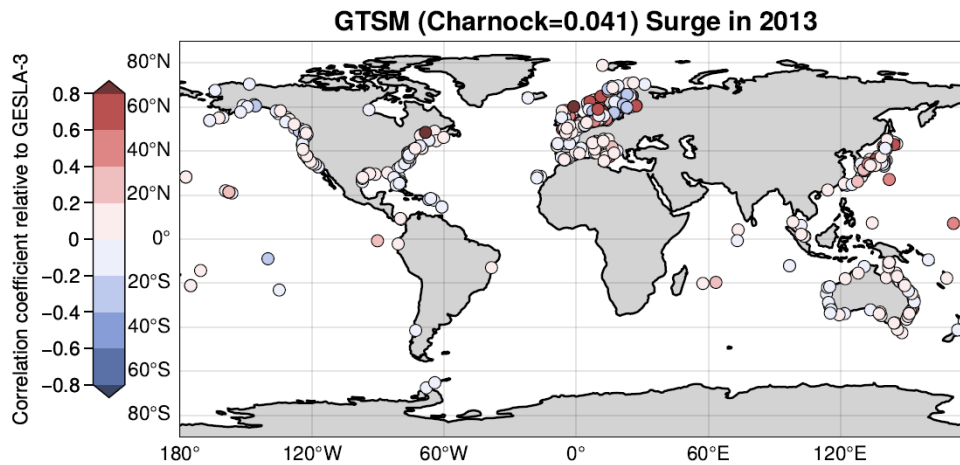 GTSM (Charnock=0.041) Surge in 2013
Correlation coefficient relative to GESLA-3
0.8
0.6
0.4
0.2
0
−0.2
−0.4
−0.6
−0.8
80°N
60°N
40°N
20°N
0°
20°S
40°S
60°S
80°S
180° 120°W 60°W 0° 60°E 120°E